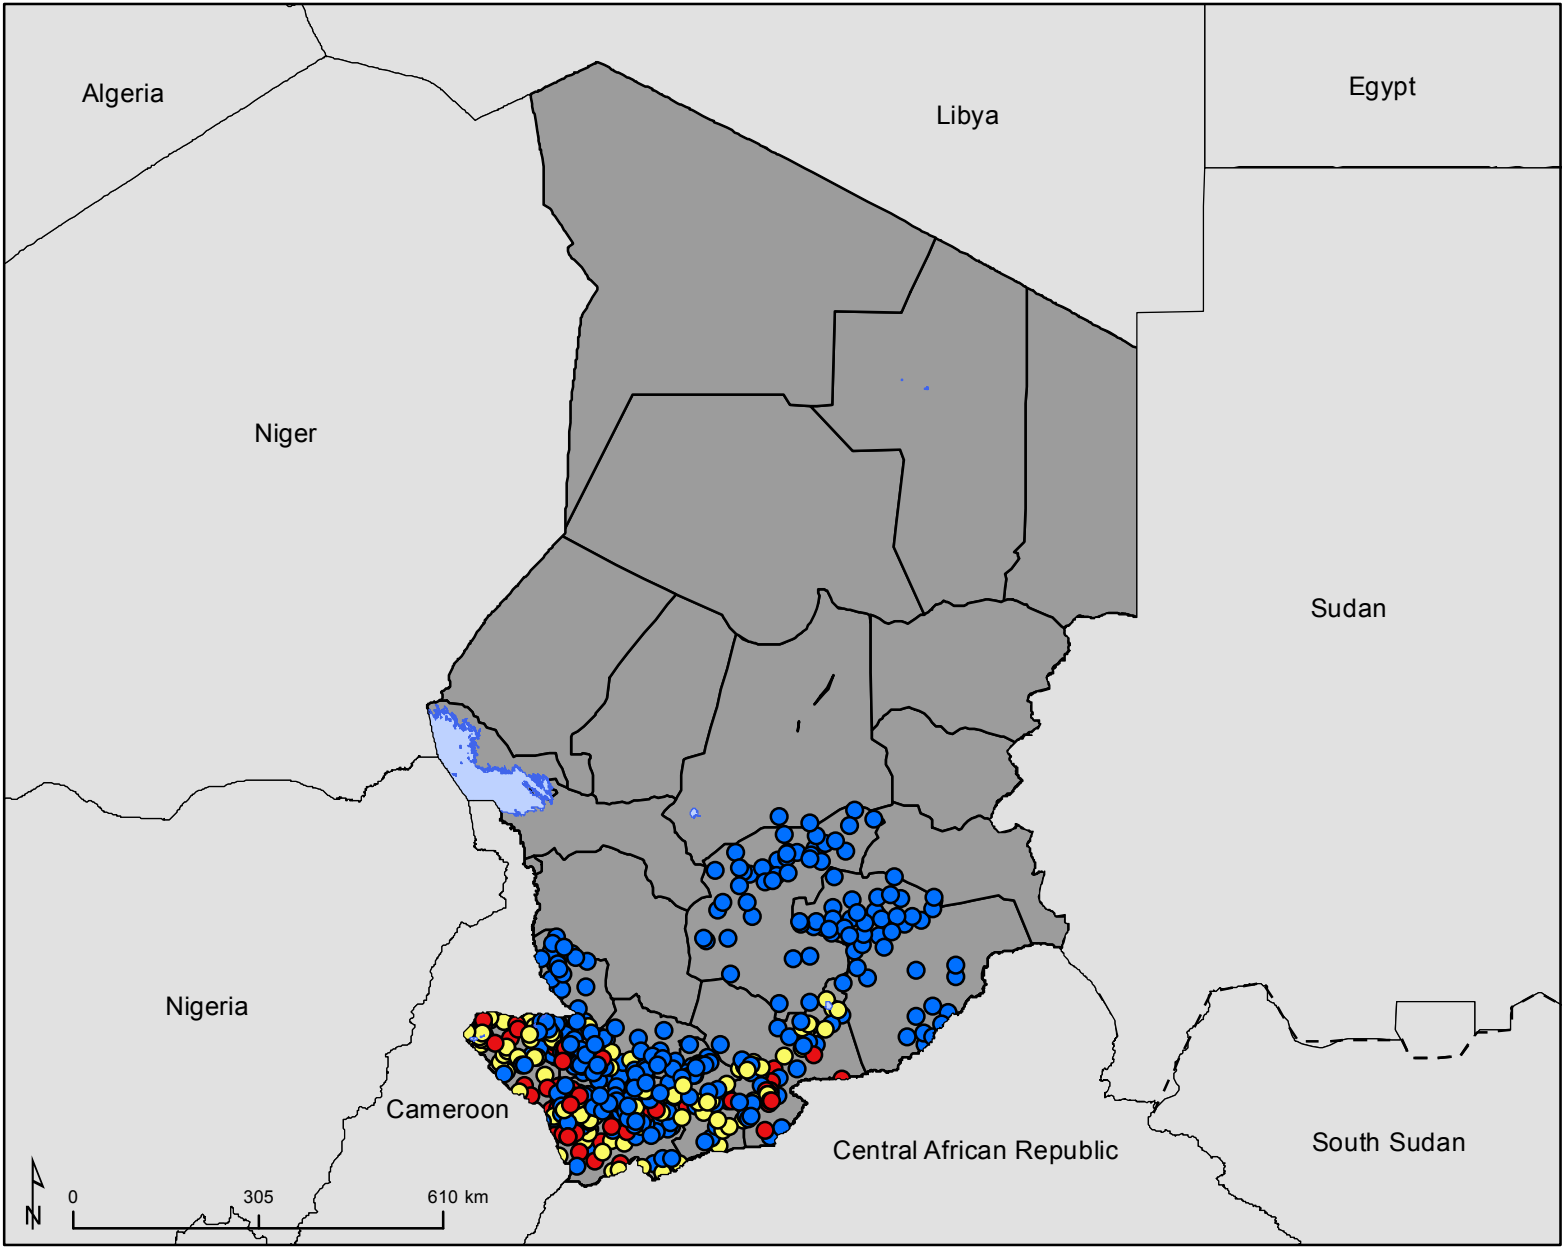 Egypt
Algeria
Libya
Niger
Sudan
Nigeria
Cameroon
South Sudan
Central African Republic
0 305 610 km
N